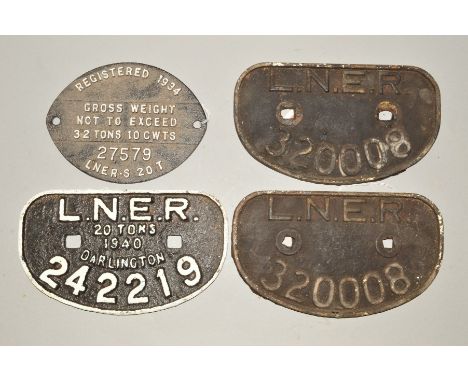 REGISTERED 1934
GROSS WEIGHT
NOT TO EXCEED
32 TONS 10 CWTS
27579
L.N.E.R-S 20 T
L.N.E.R.
320008
L.N.E.R.
20 TONS
1940
DARLINGTON
242219
L.N.E.R.
320008